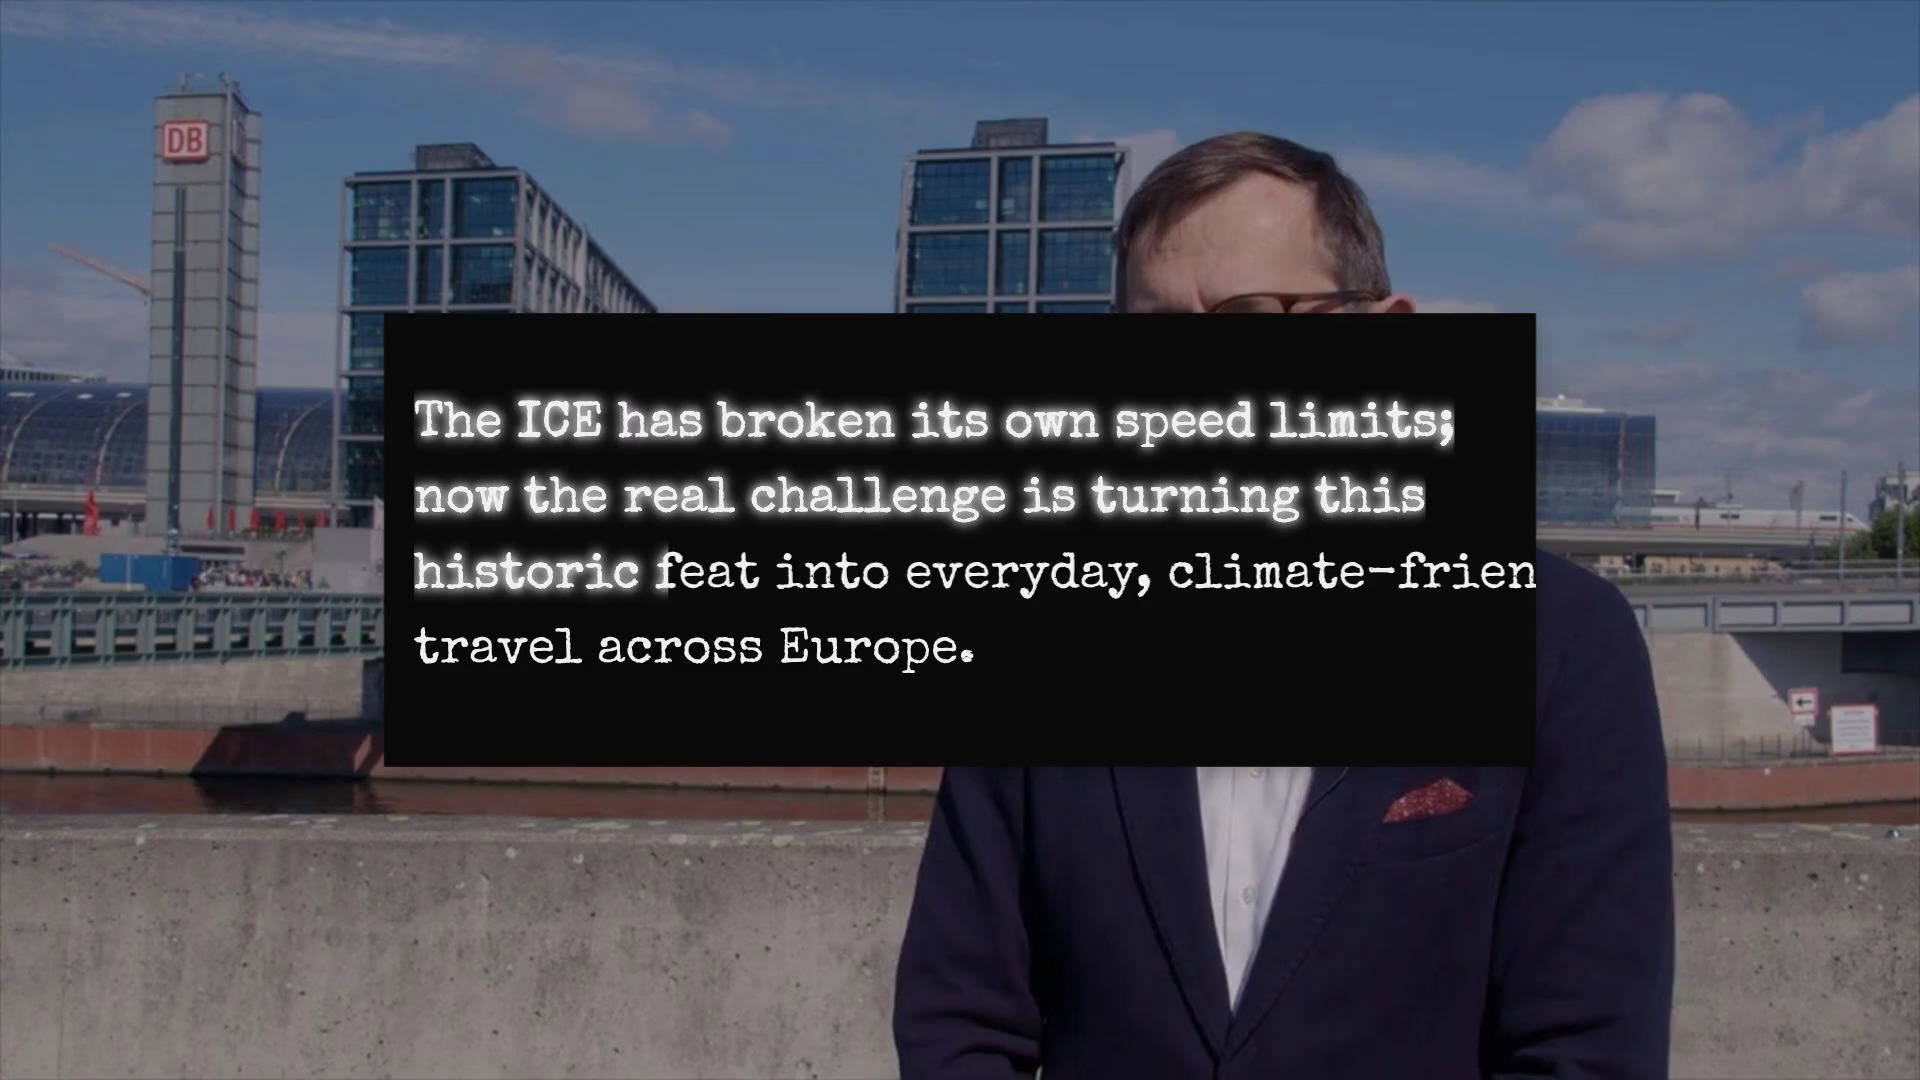 DB
The ICE has broken its own speed limits;
now the real challenge is turning this
historic feat into everyday, climate-frien
travel across Europe.